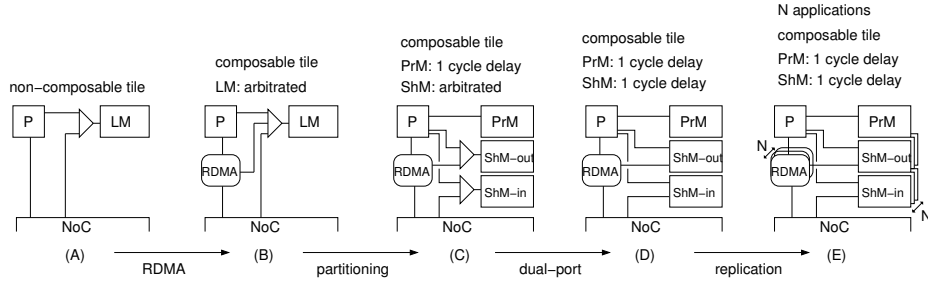 non-composable tile
P
LM
NoC
(A)
RDMA
composable tile
LM: arbitrated
P
LM
RDMA
NoC
(B)
partitioning
composable tile
PrM: 1 cycle delay
ShM: arbitrated
P
PrM
ShM-out
RDMA
ShM-in
NoC
(C)
dual-port
composable tile
PrM: 1 cycle delay
ShM: 1 cycle delay
P
PrM
ShM-out
RDMA
ShM-in
NoC
(D)
replication
N applications
composable tile
PrM: 1 cycle delay
ShM: 1 cycle delay
P
PrM
N
ShM-out
RDMA
ShM-in
N
NoC
(E)